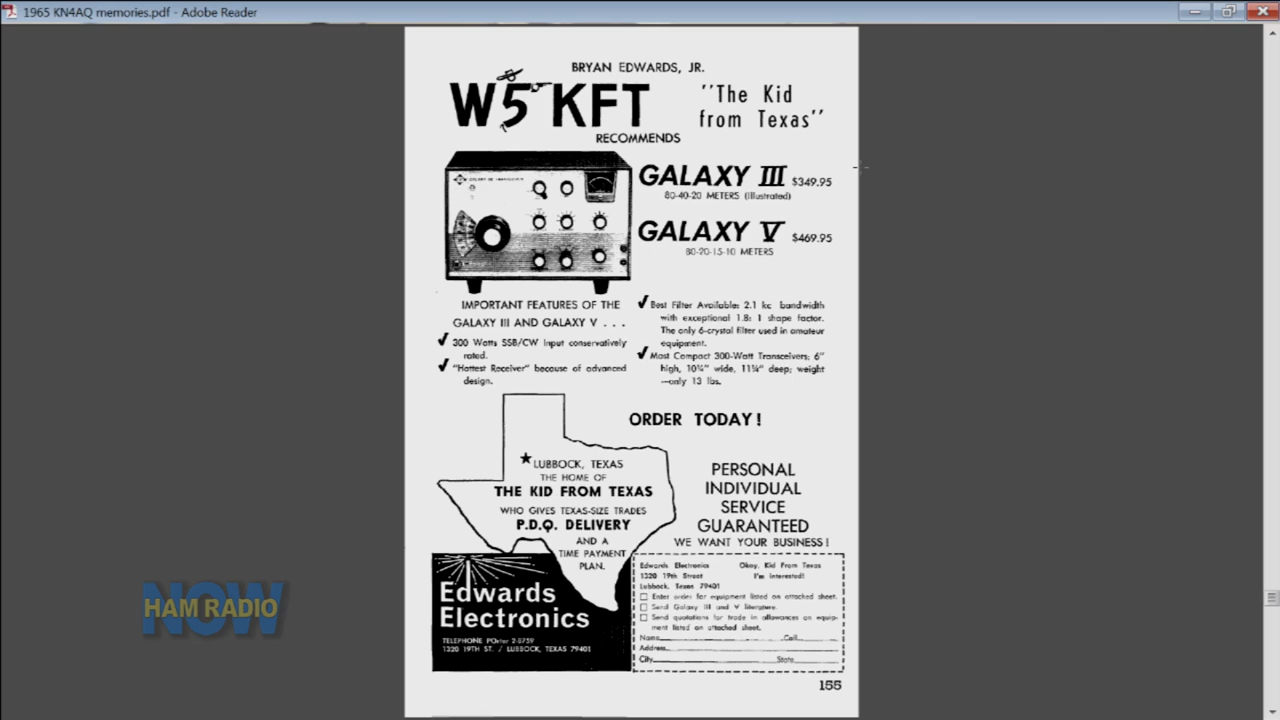 1965 KN4AQ memories.pdf - Adobe Reader
BRYAN EDWARDS, JR.
W5KFT
"The Kid
from Texas"
RECOMMENDS
GALAXY III $349.95
80-40-20 METERS (Illustrated)
GALAXY V $469.95
80-20-15-10 METERS
IMPORTANT FEATURES OF THE
GALAXY III AND GALAXY V . . .
✓ 300 Watts SSB/CW Input conservatively
rated.
✓ "Hottest Receiver" because of advanced
design.
✓ Best Filter Available: 2.1 kc bandwidth
with exceptional 1.8: 1 shape factor.
The only 6-crystal filter used in amateur
equipment.
✓ Most Compact 300-Watt Transceivers; 6"
high, 10¼" wide, 11¼" deep; weight
—only 13 lbs.
ORDER TODAY!
★ LUBBOCK, TEXAS
THE HOME OF
THE KID FROM TEXAS
WHO GIVES TEXAS-SIZE TRADES
P.D.Q. DELIVERY
AND A
TIME PAYMENT
PLAN.
PERSONAL
INDIVIDUAL
SERVICE
GUARANTEED
WE WANT YOUR BUSINESS!
Edwards
Electronics
TELEPHONE POrter 2-8759
1320 19TH ST. / LUBBOCK, TEXAS 79401
Edwards Electronics
1320 19th Street
Lubbock, Texas 79401
Okay, Kid From Texas
I'm interested!
☐ Enter order for equipment listed on attached sheet.
☐ Send Galaxy III and V literature.
☐ Send quotations for trade in allowances on equip-
ment listed on attached sheet.
Name Call
Address
City State
155
NOW
HAM RADIO